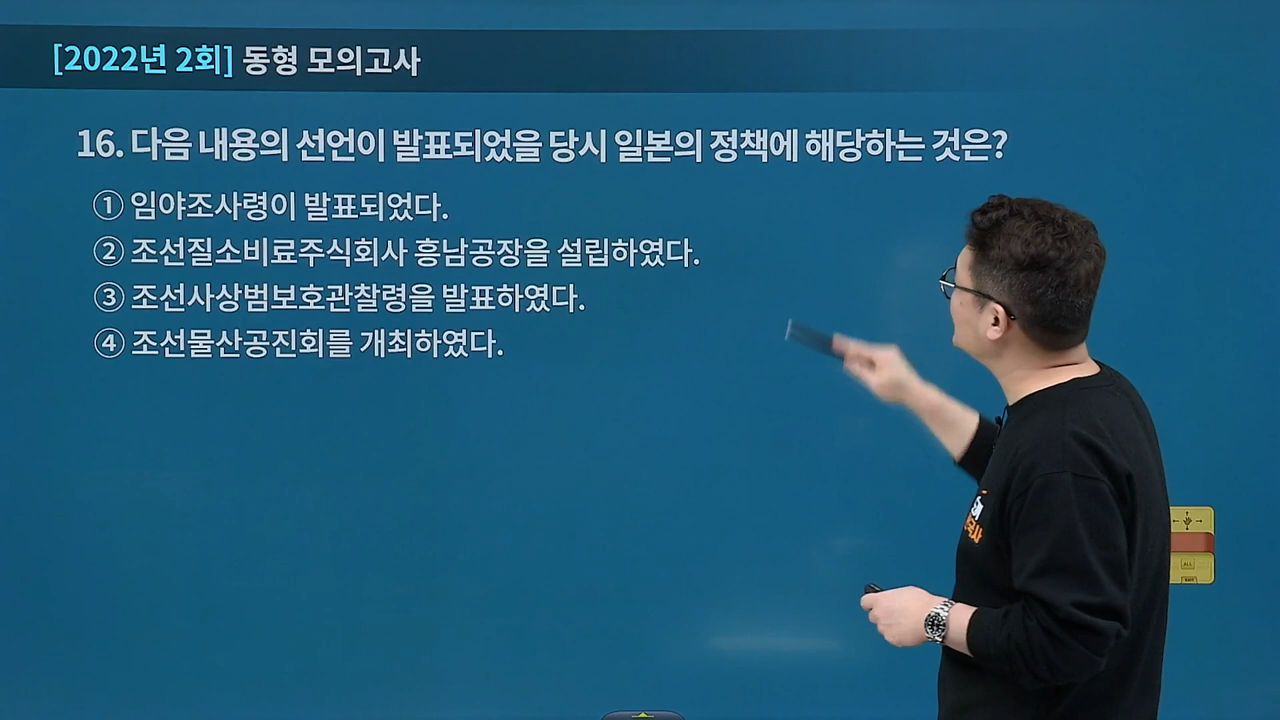 [2022년 2회] 동형 모의고사
16. 다음 내용의 선언이 발표되었을 당시 일본의 정책에 해당하는 것은?
① 임야조사령이 발표되었다.
② 조선질소비료주식회사 흥남공장을 설립하였다.
③ 조선사상범보호관찰령을 발표하였다.
④ 조선물산공진회를 개최하였다.
ALL